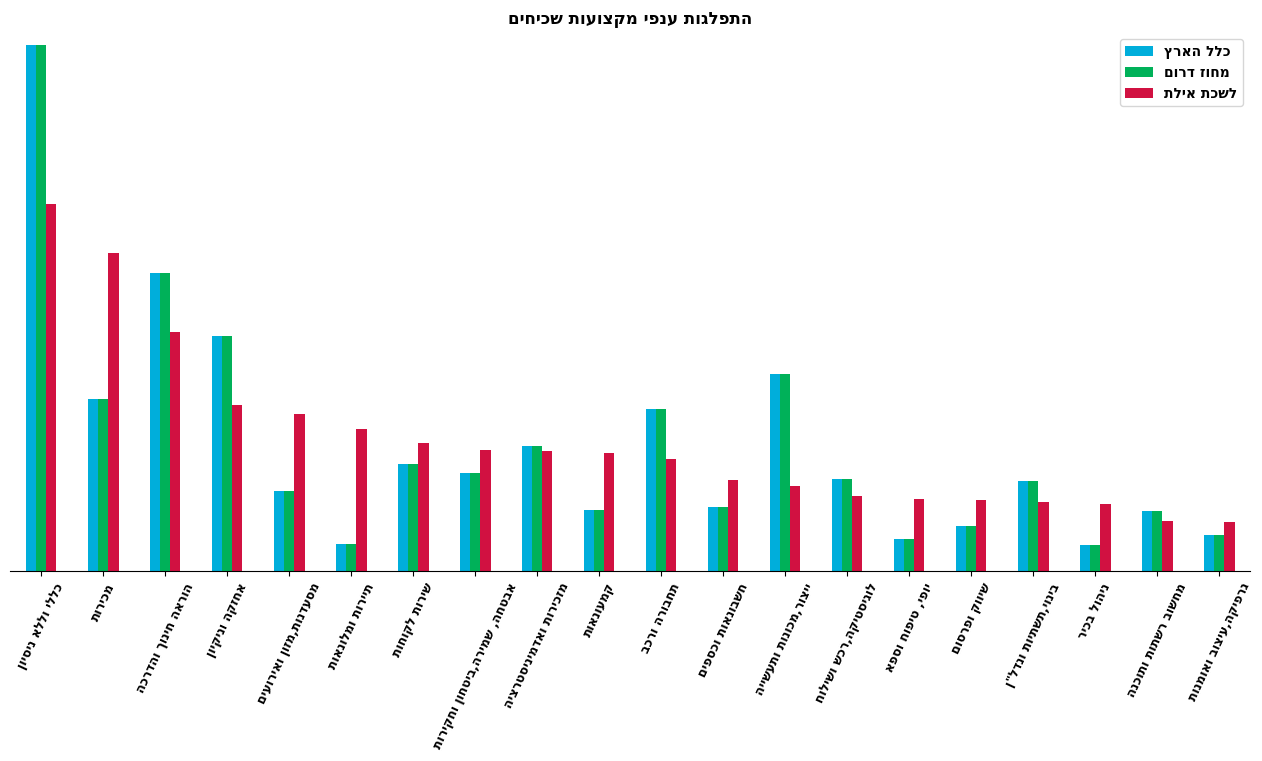 התפלגות ענפי מקצועות שכיחים
כלל הארץ
מחוז דרום
לשכת אילת
כללי וללא ניסיון
מכירות
הוראה חינוך והדרכה
אחזקה וניקיון
מסעדנות,מזון ואירועים
תיירות ומלונאות
שירות לקוחות
אבטחה, שמירה,ביטחון וחקירות
מזכירות ואדמיניסטרציה
קמעונאות
תחבורה ורכב
חשבונאות וכספים
ייצור,מכונות ותעשייה
לוגיסטיקה,רכש ושילוח
יופי, טיפוח וספא
שיווק ופרסום
בינוי,תשתיות ונדל"ן
ניהול בכיר
מחשוב רשתות ותוכנה
גרפיקה,עיצוב ואומנות